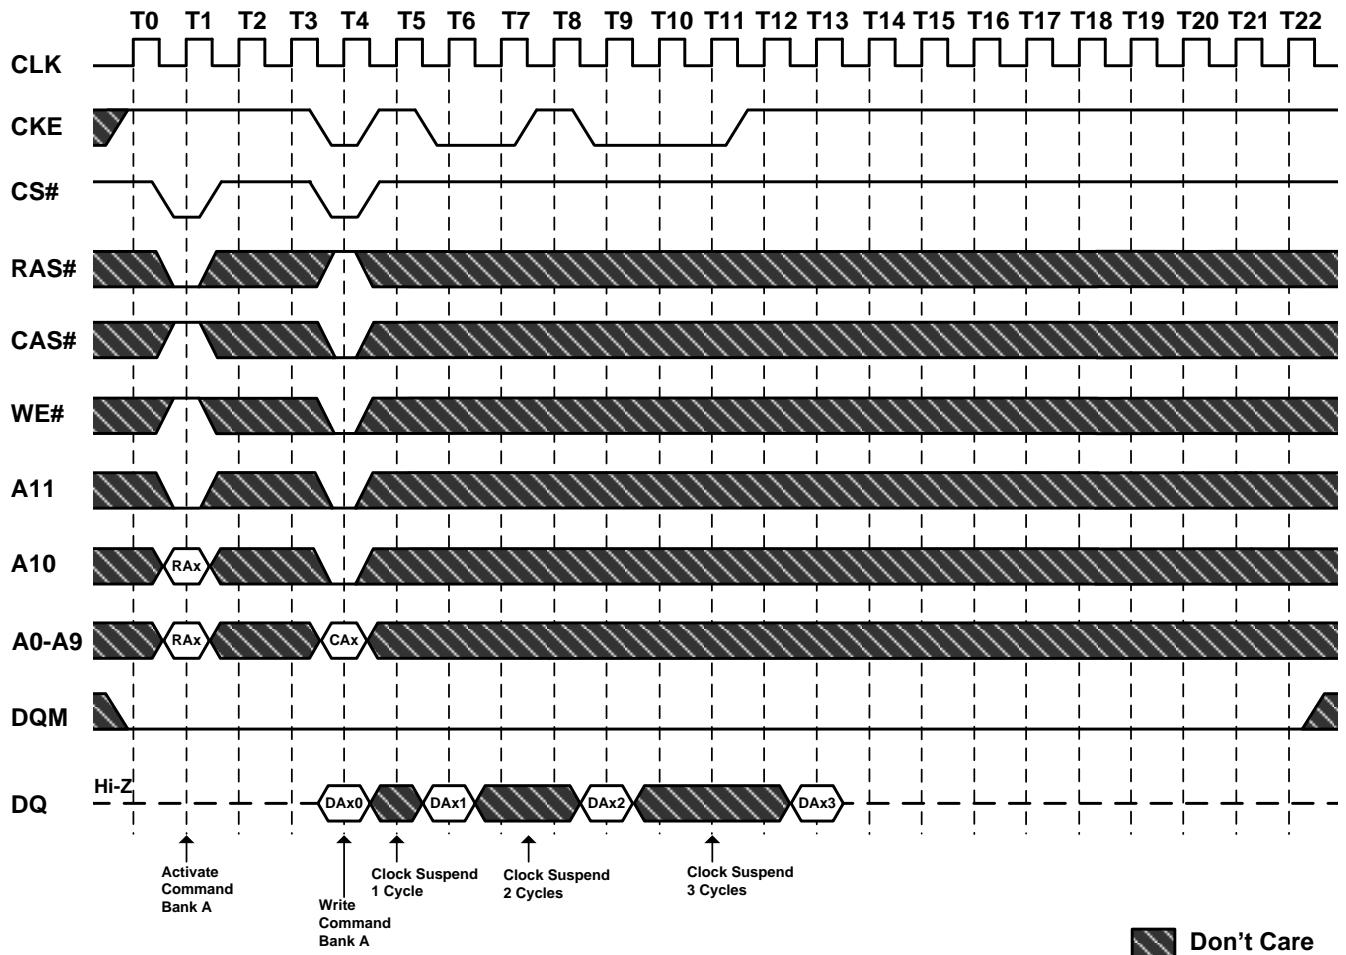 T0 T1 T2 T3 T4 T5 T6 T7 T8 T9 T10 T11 T12 T13 T14 T15 T16 T17 T18 T19 T20 T21 T22
CLK
CKE
CS#
RAS#
CAS#
WE#
A11
A10 RAx
A0-A9 RAx CAx
DQM
Hi-Z
DQ DAx0 DAx1 DAx2 DAx3
Activate
Command
Bank A
Write
Command
Bank A
Clock Suspend
1 Cycle
Clock Suspend
2 Cycles
Clock Suspend
3 Cycles
Don't Care